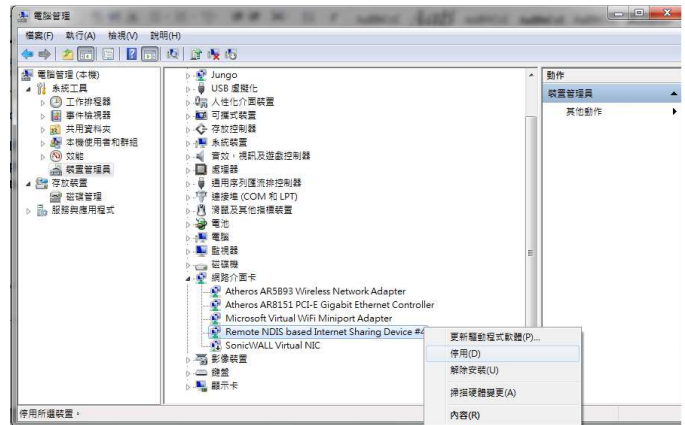 電腦管理
檔案(F) 執行(A) 檢視(V) 說明(H)
電腦管理 (本機)
系統工具
工作排程器
事件檢視器
共用資料夾
本機使用者和群組
效能
裝置管理員
存放裝置
磁碟管理
服務與應用程式
Jungo
USB 虛擬化
人性化介面裝置
可攜式裝置
存放控制器
系統裝置
音效，視訊及遊戲控制器
處理器
通用序列匯流排控制器
連接埠 (COM 和 LPT)
滑鼠及其他指標裝置
電池
電腦
監視器
磁碟機
網路介面卡
Atheros AR5B93 Wireless Network Adapter
Atheros AR8151 PCI-E Gigabit Ethernet Controller
Microsoft Virtual WiFi Miniport Adapter
Remote NDIS based Internet Sharing Device #4
SonicWALL Virtual NIC
影像裝置
鍵盤
顯示卡
動作
裝置管理員
其他動作
更新驅動程式軟體(P)...
停用(D)
解除安裝(U)
掃描硬體變更(A)
內容(R)
停用所選裝置。